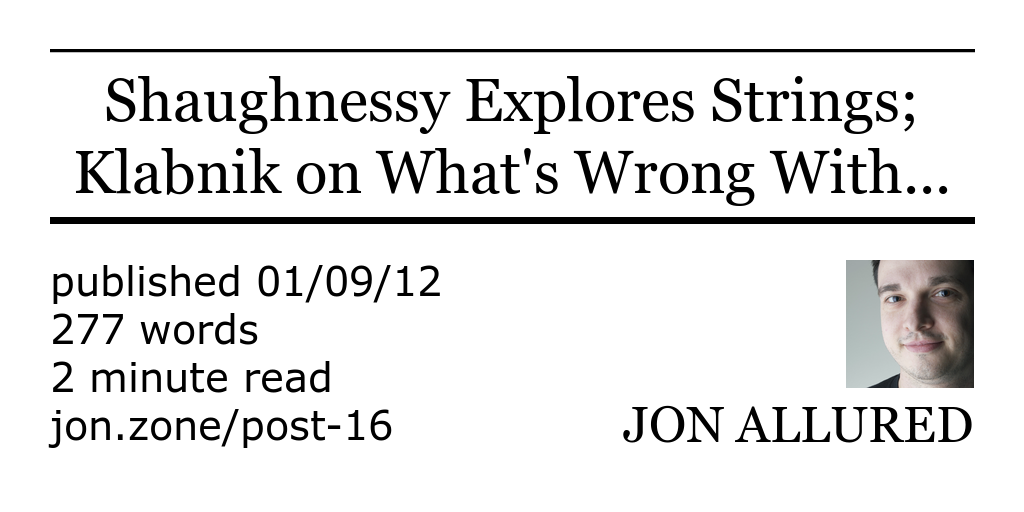 Shaughnessy Explores Strings;
Klabnik on What's Wrong With...
published 01/09/12
277 words
2 minute read
jon.zone/post-16
JON ALLURED